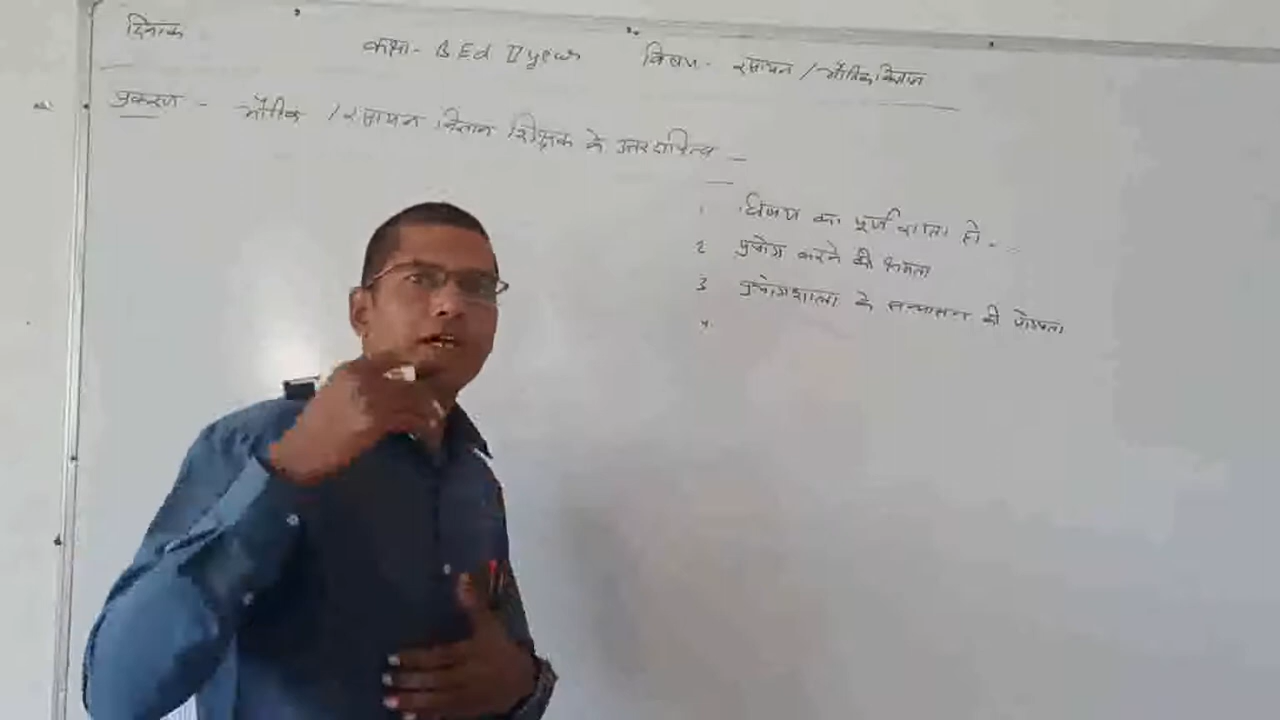 दिनांक
कक्षा - B Ed II year विषय - रसायन / भौतिक विज्ञान
प्रकरण - भौतिक / रसायन विज्ञान शिक्षक के उत्तरदायित्व -
1 विषय का पूर्ण ज्ञाता हो - -
2 प्रयोग करने की क्षमता
3 प्रयोगशाला के सन्चालन की योग्यता
4